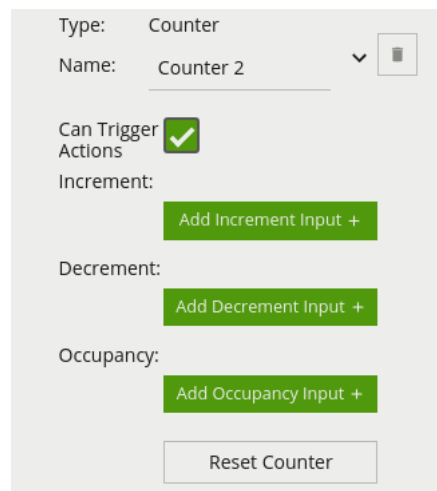 Type: Counter
Name: Counter 2
Can Trigger
Actions
Increment:
Add Increment Input +
Decrement:
Add Decrement Input +
Occupancy:
Add Occupancy Input +
Reset Counter